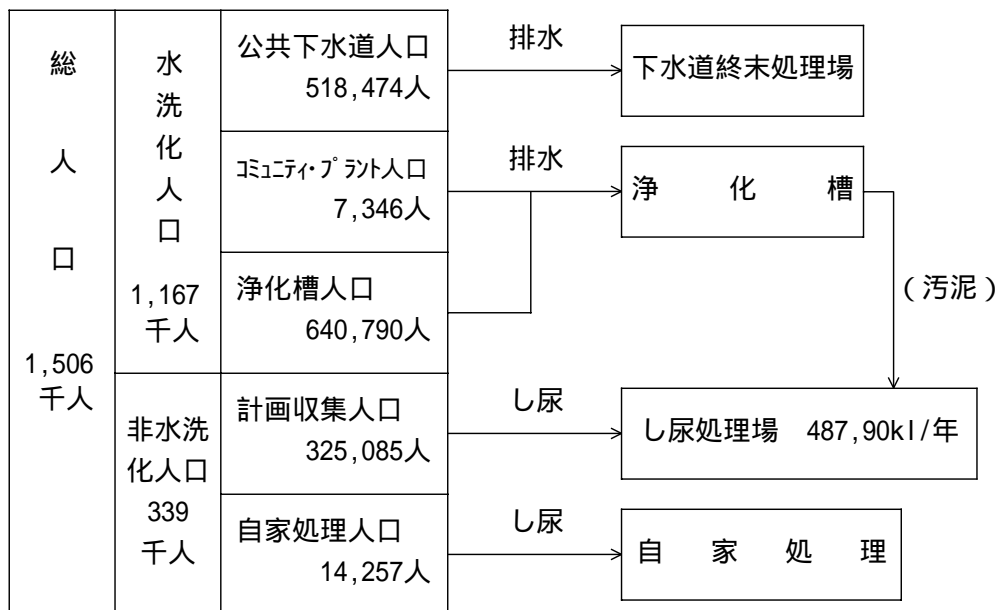 総人口
1,506
千人
水洗化人口
1,167
千人
非水洗
化人口
339
千人
公共下水道人口
518,474人
ｺﾐｭﾆﾃｨ・ﾌﾟﾗﾝﾄ人口
7,346人
浄化槽人口
640,790人
計画収集人口
325,085人
自家処理人口
14,257人
排水
下水道終末処理場
排水
浄化槽
(汚泥)
し尿
し尿処理場 487,90kl/年
し尿
自家処理